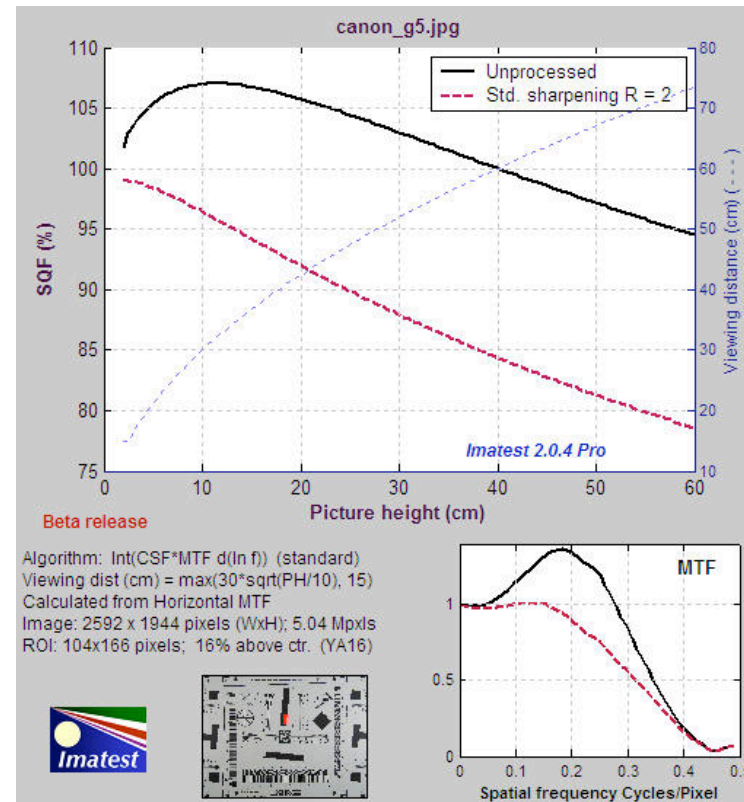 canon_g5.jpg
Unprocessed
Std. sharpening R = 2
SQF (%)
110
105
100
95
90
85
80
75
0
10
20
30
40
50
60
Picture height (cm)
80
70
60
50
40
30
20
10
Viewing distance (cm) (- - -)
Imatest 2.0.4 Pro
Beta release
Algorithm: Int(CSF*MTF d(ln f)) (standard)
Viewing dist (cm) = max(30*sqrt(PH/10), 15)
Calculated from Horizontal MTF
Image: 2592 x 1944 pixels (WxH); 5.04 Mpxls
ROI: 104x166 pixels; 16% above ctr. (YA16)
Imatest
MTF
1
0.5
0
0
0.1
0.2
0.3
0.4
0.5
Spatial frequency Cycles/Pixel